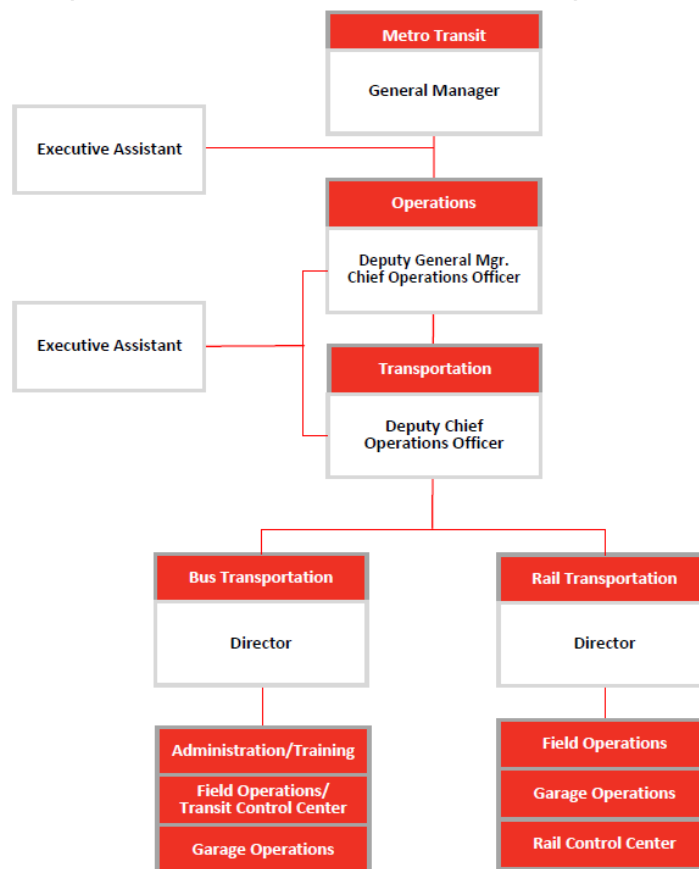 Metro Transit
General Manager
Executive Assistant
Operations
Deputy General Mgr.
Chief Operations Officer
Executive Assistant
Transportation
Deputy Chief
Operations Officer
Bus Transportation
Director
Rail Transportation
Director
Administration/Training
Field Operations/
Transit Control Center
Garage Operations
Field Operations
Garage Operations
Rail Control Center